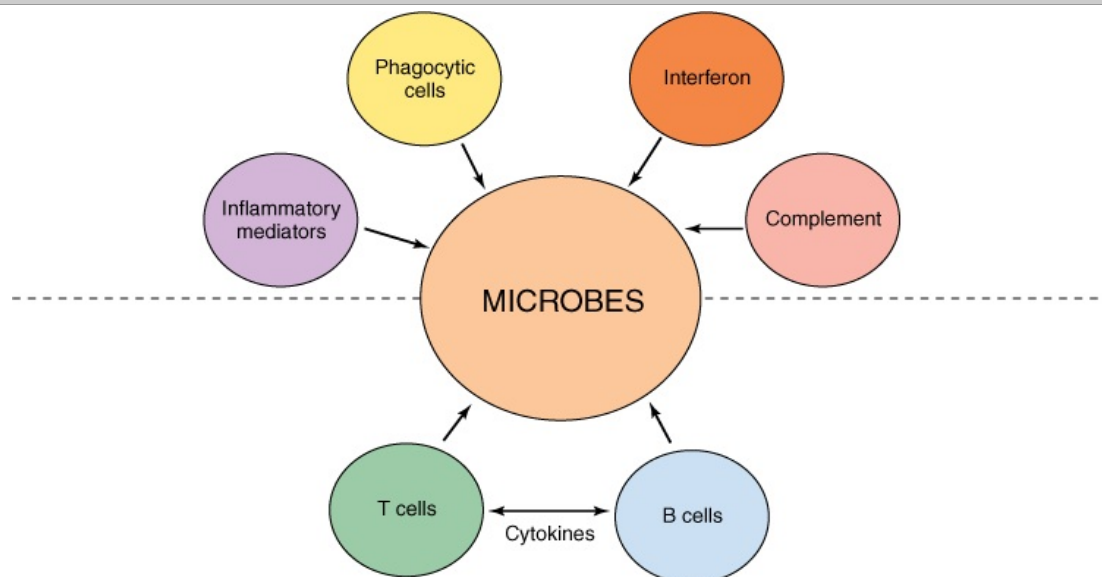 Phagocytic
cells
Interferon
Inflammatory
mediators
Complement
MICROBES
T cells
Cytokines
B cells